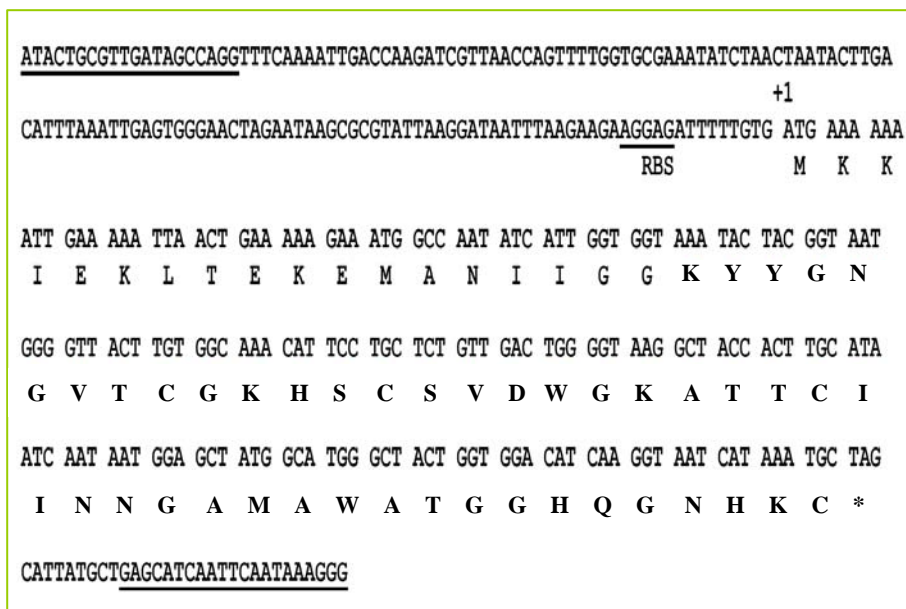 ATACTGCGTTGATAGCCAGGTTTCAAAATTGACCAAGATCGTTAACCAGTTTTGGTGCGAAATATCTAACTAATACTTGA
+1
CATTTAAATTGAGTGGGAACTAGAATAAGCGCGTATTAAGGATAATTTAAGAAGAAGGAGATTTTTGTG ATG AAA AAA
RBS M K K
ATT GAA AAA TTA ACT GAA AAA GAA ATG GCC AAT ATC ATT GGT GGT AAA TAC TAC GGT AAT
I E K L T E K E M A N I I G G K Y Y G N
GGG GTT ACT TGT GGC AAA CAT TCC TGC TCT GTT GAC TGG GGT AAG GCT ACC ACT TGC ATA
G V T C G K H S C S V D W G K A T T C I
ATC AAT AAT GGA GCT ATG GCA TGG GCT ACT GGT GGA CAT CAA GGT AAT CAT AAA TGC TAG
I N N G A M A W A T G G H Q G N H K C *
CATTATGCTGAGCATCAATTCAATAAAGGG